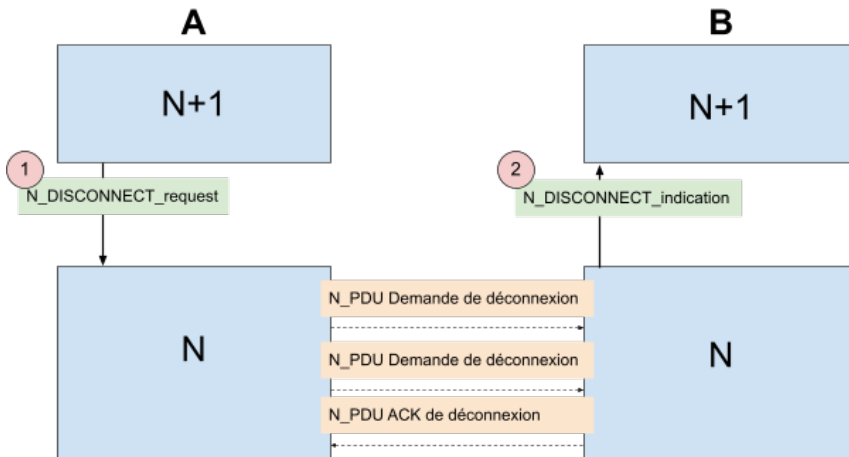 A
B
N+1
N+1
1
2
N_DISCONNECT_request
N_DISCONNECT_indication
N_PDU Demande de déconnexion
N
N_PDU Demande de déconnexion
N
N_PDU ACK de déconnexion